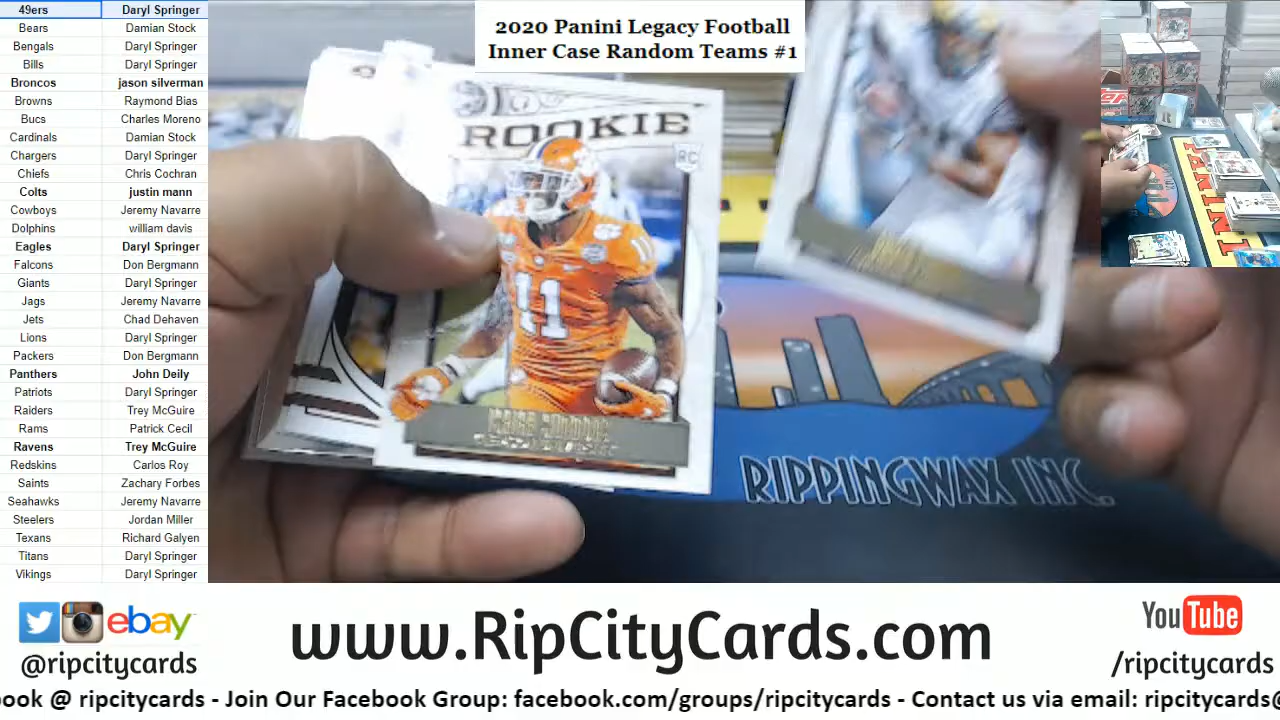 49ers Daryl Springer
Bears Damian Stock
Bengals Daryl Springer
Bills Daryl Springer
Broncos jason silverman
Browns Raymond Bias
Bucs Charles Moreno
Cardinals Damian Stock
Chargers Daryl Springer
Chiefs Chris Cochran
Colts justin mann
Cowboys Jeremy Navarre
Dolphins william davis
Eagles Daryl Springer
Falcons Don Bergmann
Giants Daryl Springer
Jags Jeremy Navarre
Jets Chad Dehaven
Lions Daryl Springer
Packers Don Bergmann
Panthers John Deily
Patriots Daryl Springer
Raiders Trey McGuire
Rams Patrick Cecil
Ravens Trey McGuire
Redskins Carlos Roy
Saints Zachary Forbes
Seahawks Jeremy Navarre
Steelers Jordan Miller
Texans Richard Galyen
Titans Daryl Springer
Vikings Daryl Springer
2020 Panini Legacy Football
Inner Case Random Teams #1
ROOKIE
RC
11
11
RIPPINGWAX INC.
PANINI
ebay
@ripcitycards
www.RipCityCards.com
YouTube
/ripcitycards
book @ ripcitycards - Join Our Facebook Group: facebook.com/groups/ripcitycards - Contact us via email: ripcitycards@